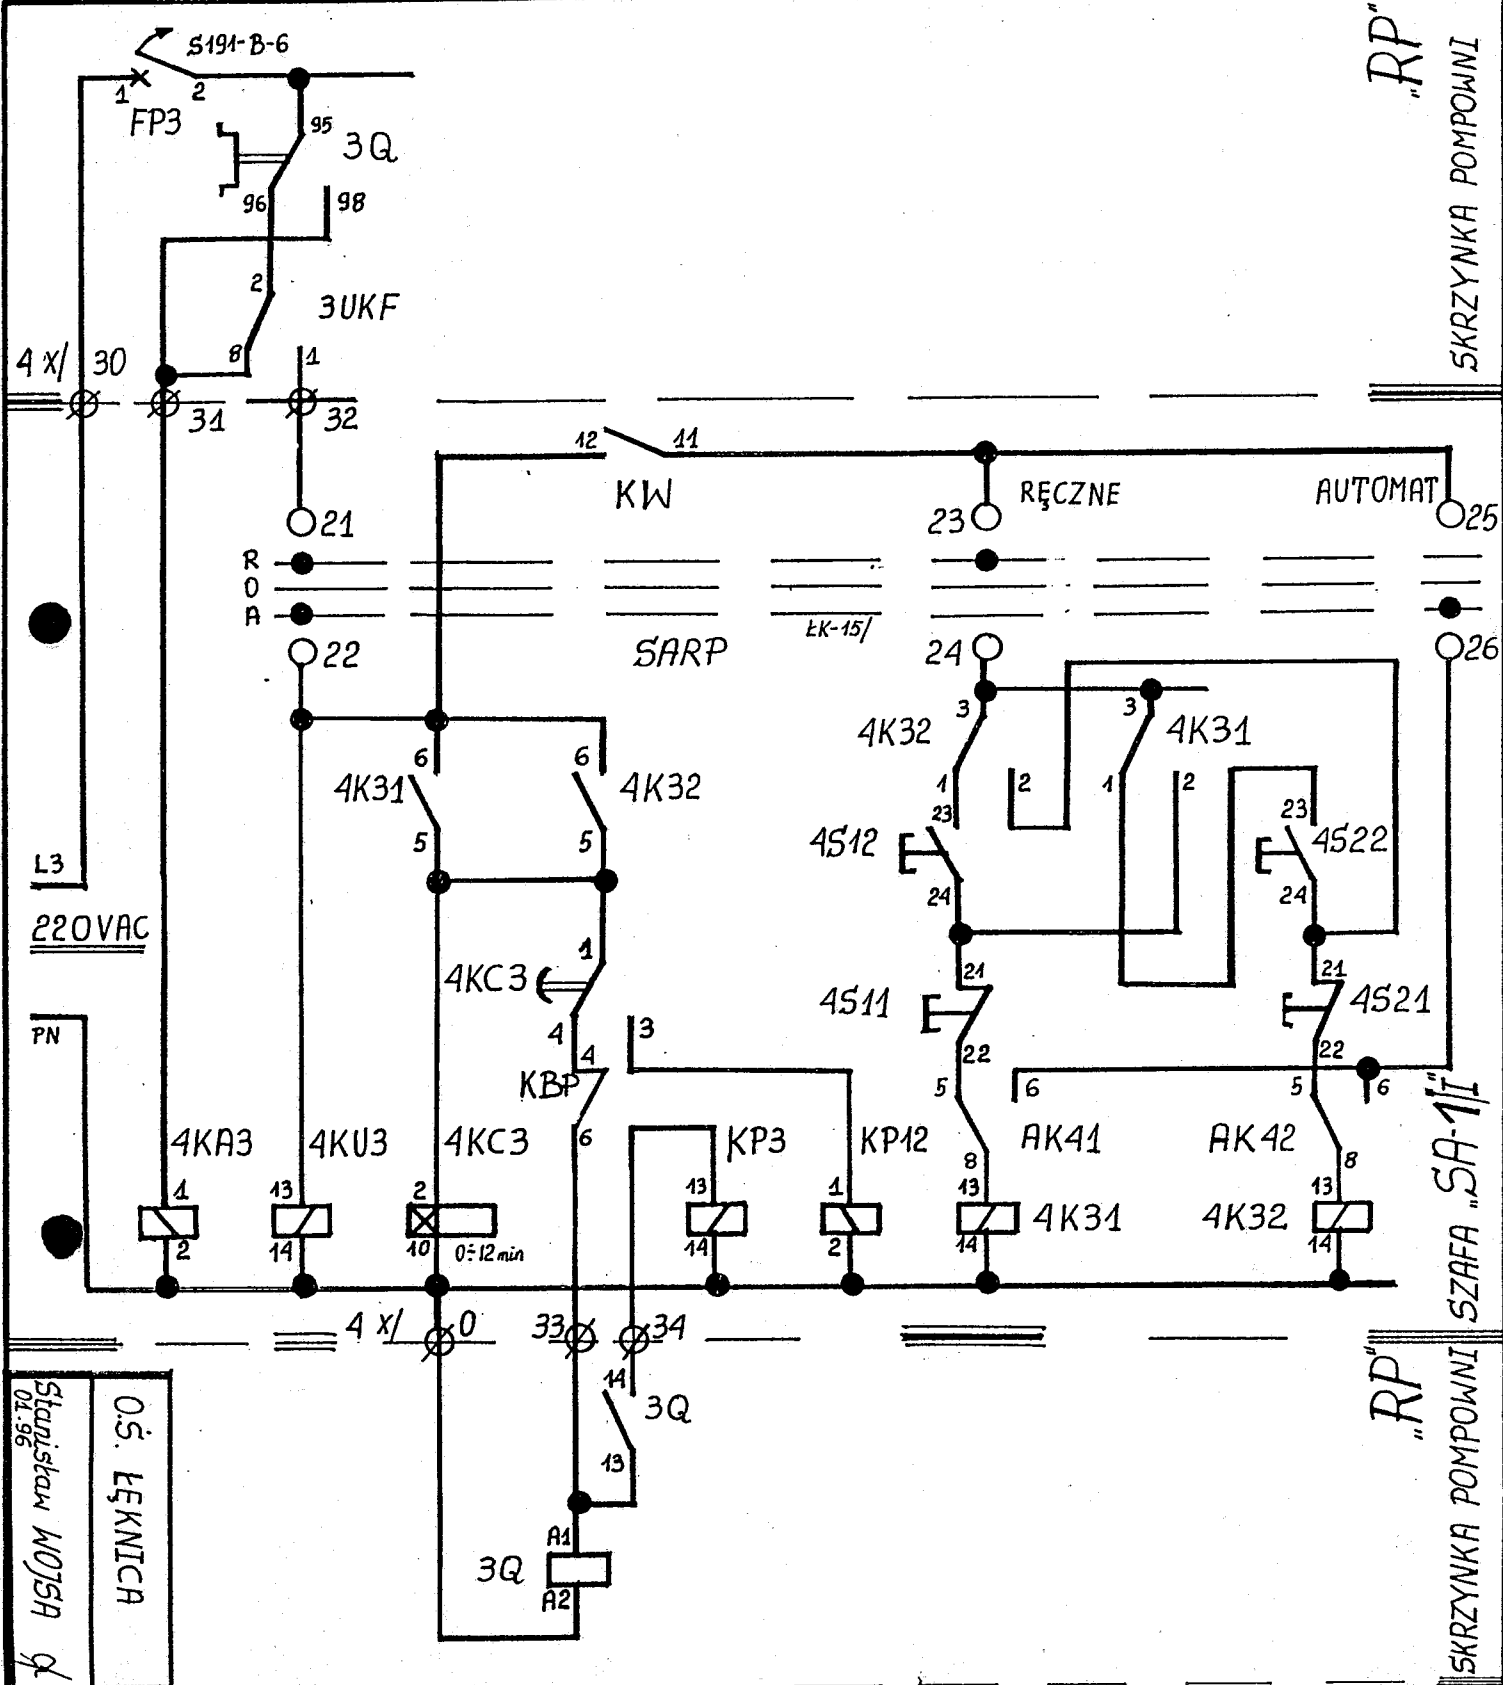 S191-B-6
1
2
FP3
95
3Q
96
98
2
3UKF
8
1
4 X/
30
31
32
„RP"
SKRZYNKA POMPOWNI
12
11
KW
RĘCZNE
AUTOMAT
21
23
25
R
O
A
ŁK-15/
22
SARP
24
26
3
4K32
3
4K31
6
4K31
6
4K32
1
2
1
2
5
5
23
4S12
24
23
4S22
24
L3
220VAC
PN
1
4KC3
4
3
4
KBP
6
21
4S11
22
21
4S21
22
5
6
5
6
AK41
AK42
8
8
4KA3
4KU3
4KC3
KP3
KP12
1
2
13
14
2
10
0÷12min
13
14
1
2
13
14
4K31
4K32
13
14
SZAFA „SA-1/I"
4 X/
0
33
34
14
3Q
13
A1
3Q
A2
„RP"
SKRZYNKA POMPOWNI
O.Ś. ŁĘKNICA
Stanisław WOJSA
01.96